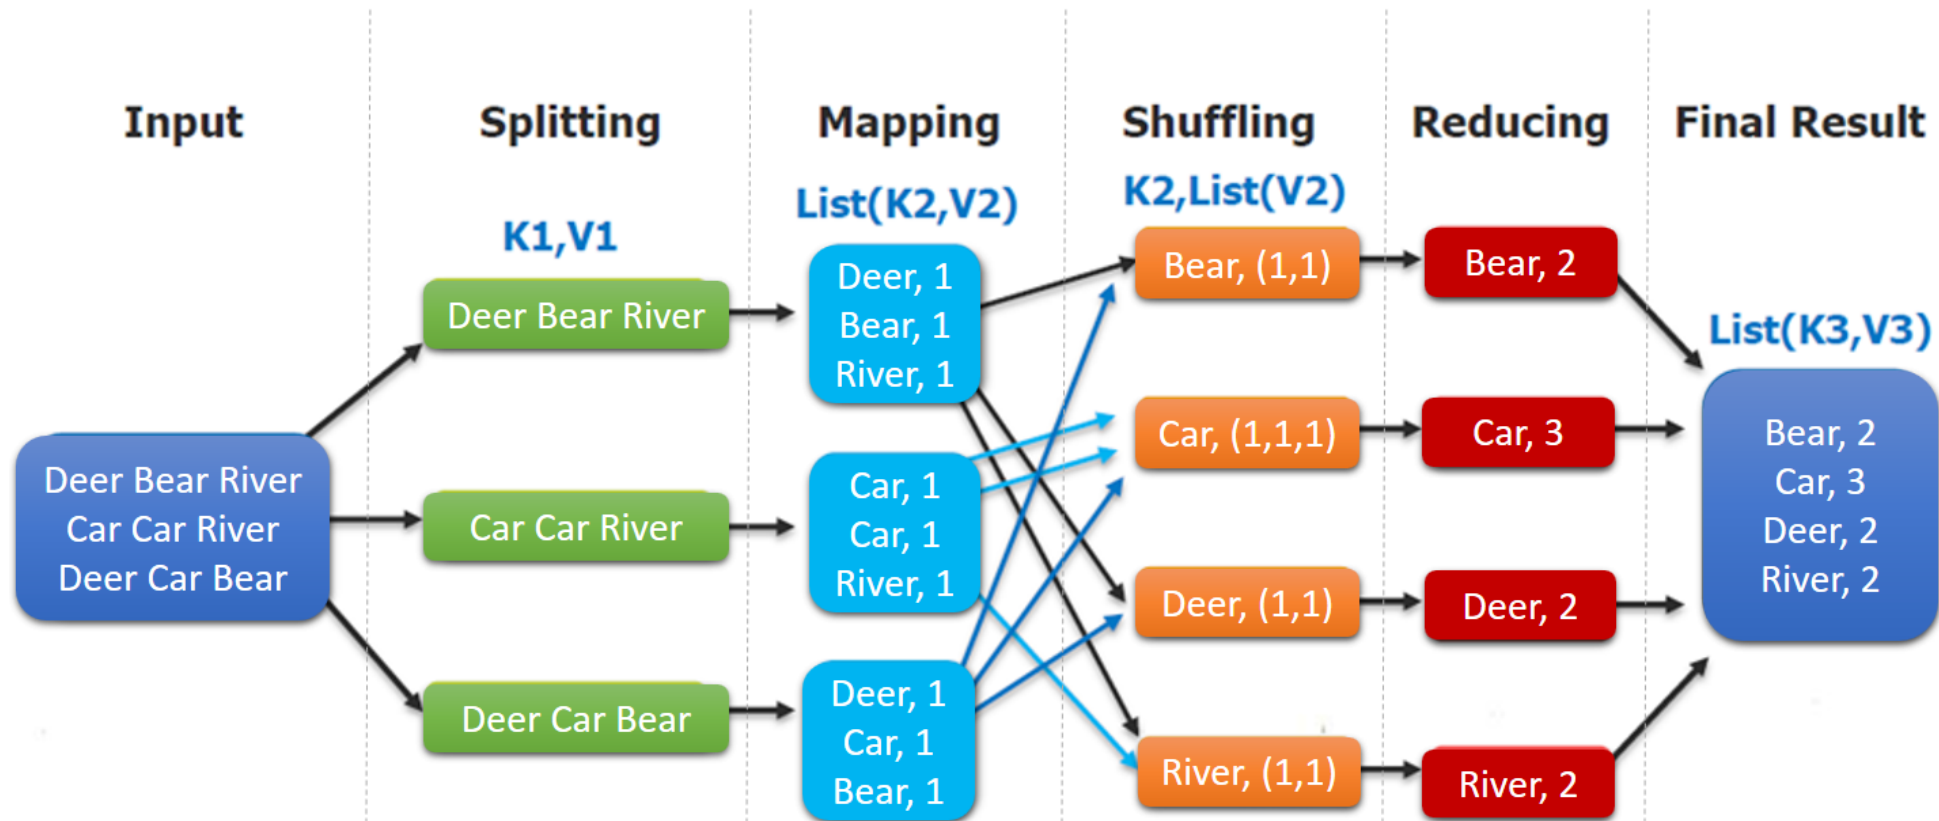 Input
Splitting
Mapping
Shuffling
Reducing
Final Result
K1,V1
List(K2,V2)
K2,List(V2)
List(K3,V3)
Deer Bear River
Car Car River
Deer Car Bear
Deer Bear River
Car Car River
Deer Car Bear
Deer, 1
Bear, 1
River, 1
Car, 1
Car, 1
River, 1
Deer, 1
Car, 1
Bear, 1
Bear, (1,1)
Car, (1,1,1)
Deer, (1,1)
River, (1,1)
Bear, 2
Car, 3
Deer, 2
River, 2
Bear, 2
Car, 3
Deer, 2
River, 2